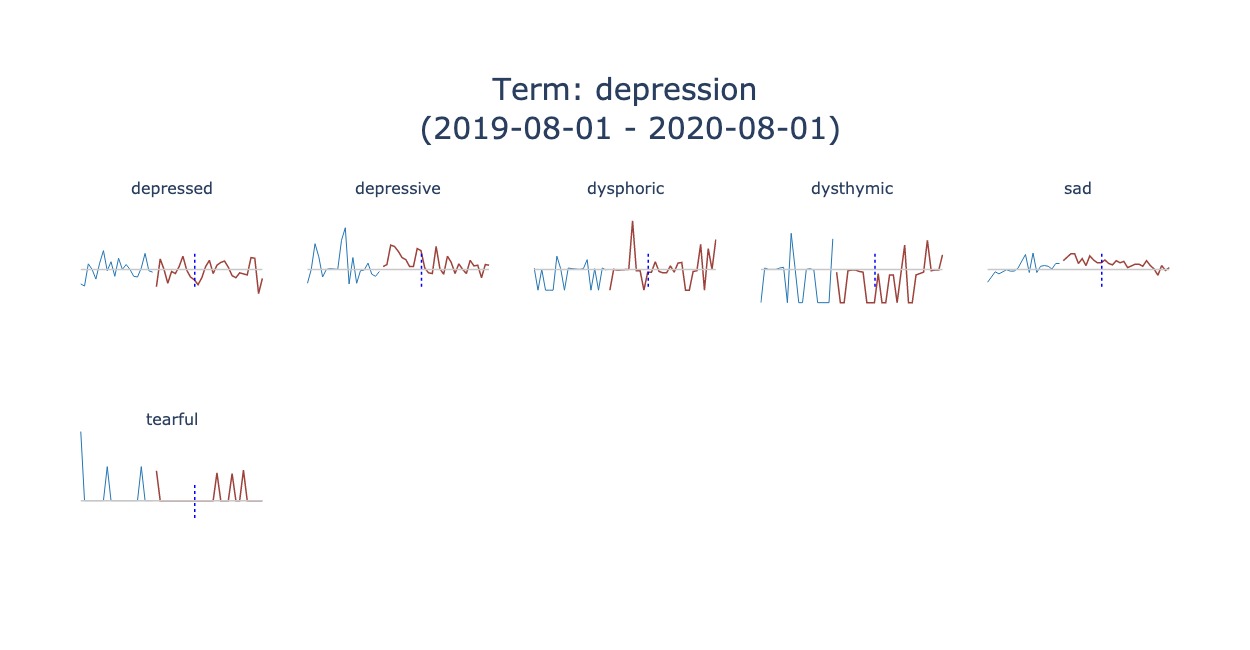 Term: depression
(2019-08-01 - 2020-08-01)
depressed
depressive
dysphoric
dysthymic
sad
tearful